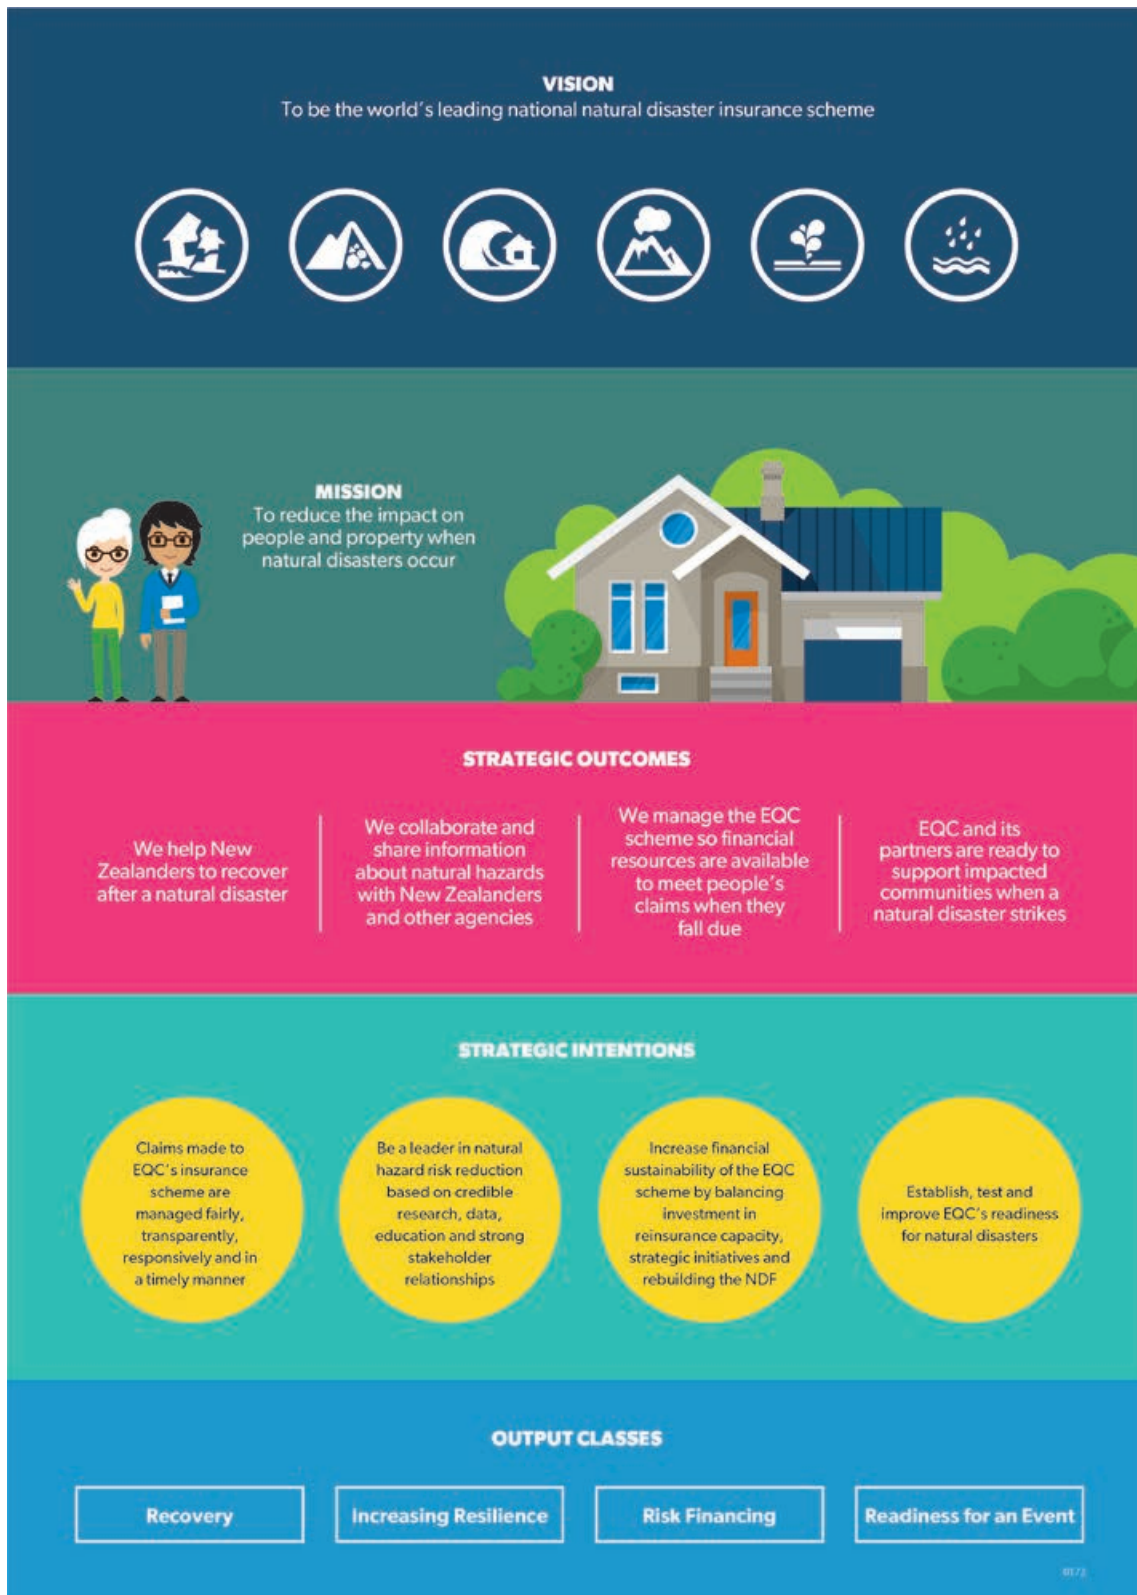 VISION
To be the world's leading national natural disaster insurance scheme
MISSION
To reduce the impact on
people and property when
natural disasters occur
STRATEGIC OUTCOMES
We help New
Zealanders to recover
after a natural disaster
We collaborate and
share information
about natural hazards
with New Zealanders
and other agencies
We manage the EQC
scheme so financial
resources are available
to meet people's
claims when they
fall due
EQC and its
partners are ready to
support impacted
communities when a
natural disaster strikes
STRATEGIC INTENTIONS
Claims made to
EQC's insurance
scheme are
managed fairly,
transparently,
responsively and in
a timely manner
Be a leader in natural
hazard risk reduction
based on credible
research, data,
education and strong
stakeholder
relationships
Increase financial
sustainability of the EQC
scheme by balancing
investment in
reinsurance capacity,
strategic initiatives and
rebuilding the NDF
Establish, test and
improve EQC's readiness
for natural disasters
OUTPUT CLASSES
Recovery
Increasing Resilience
Risk Financing
Readiness for an Event